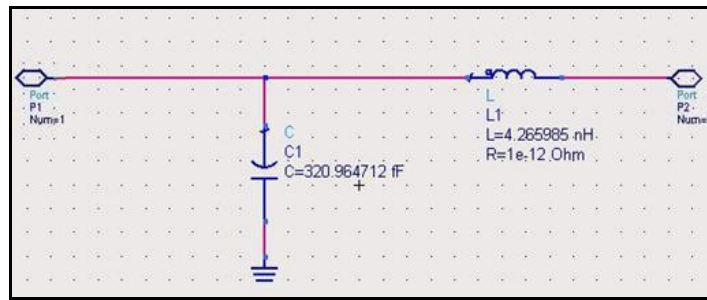 Port
P1
Num=1
C
C1
C=320.964712 fF
L
L1
L=4.265985 nH
R=1e-12 Ohm
Port
P2
Num=